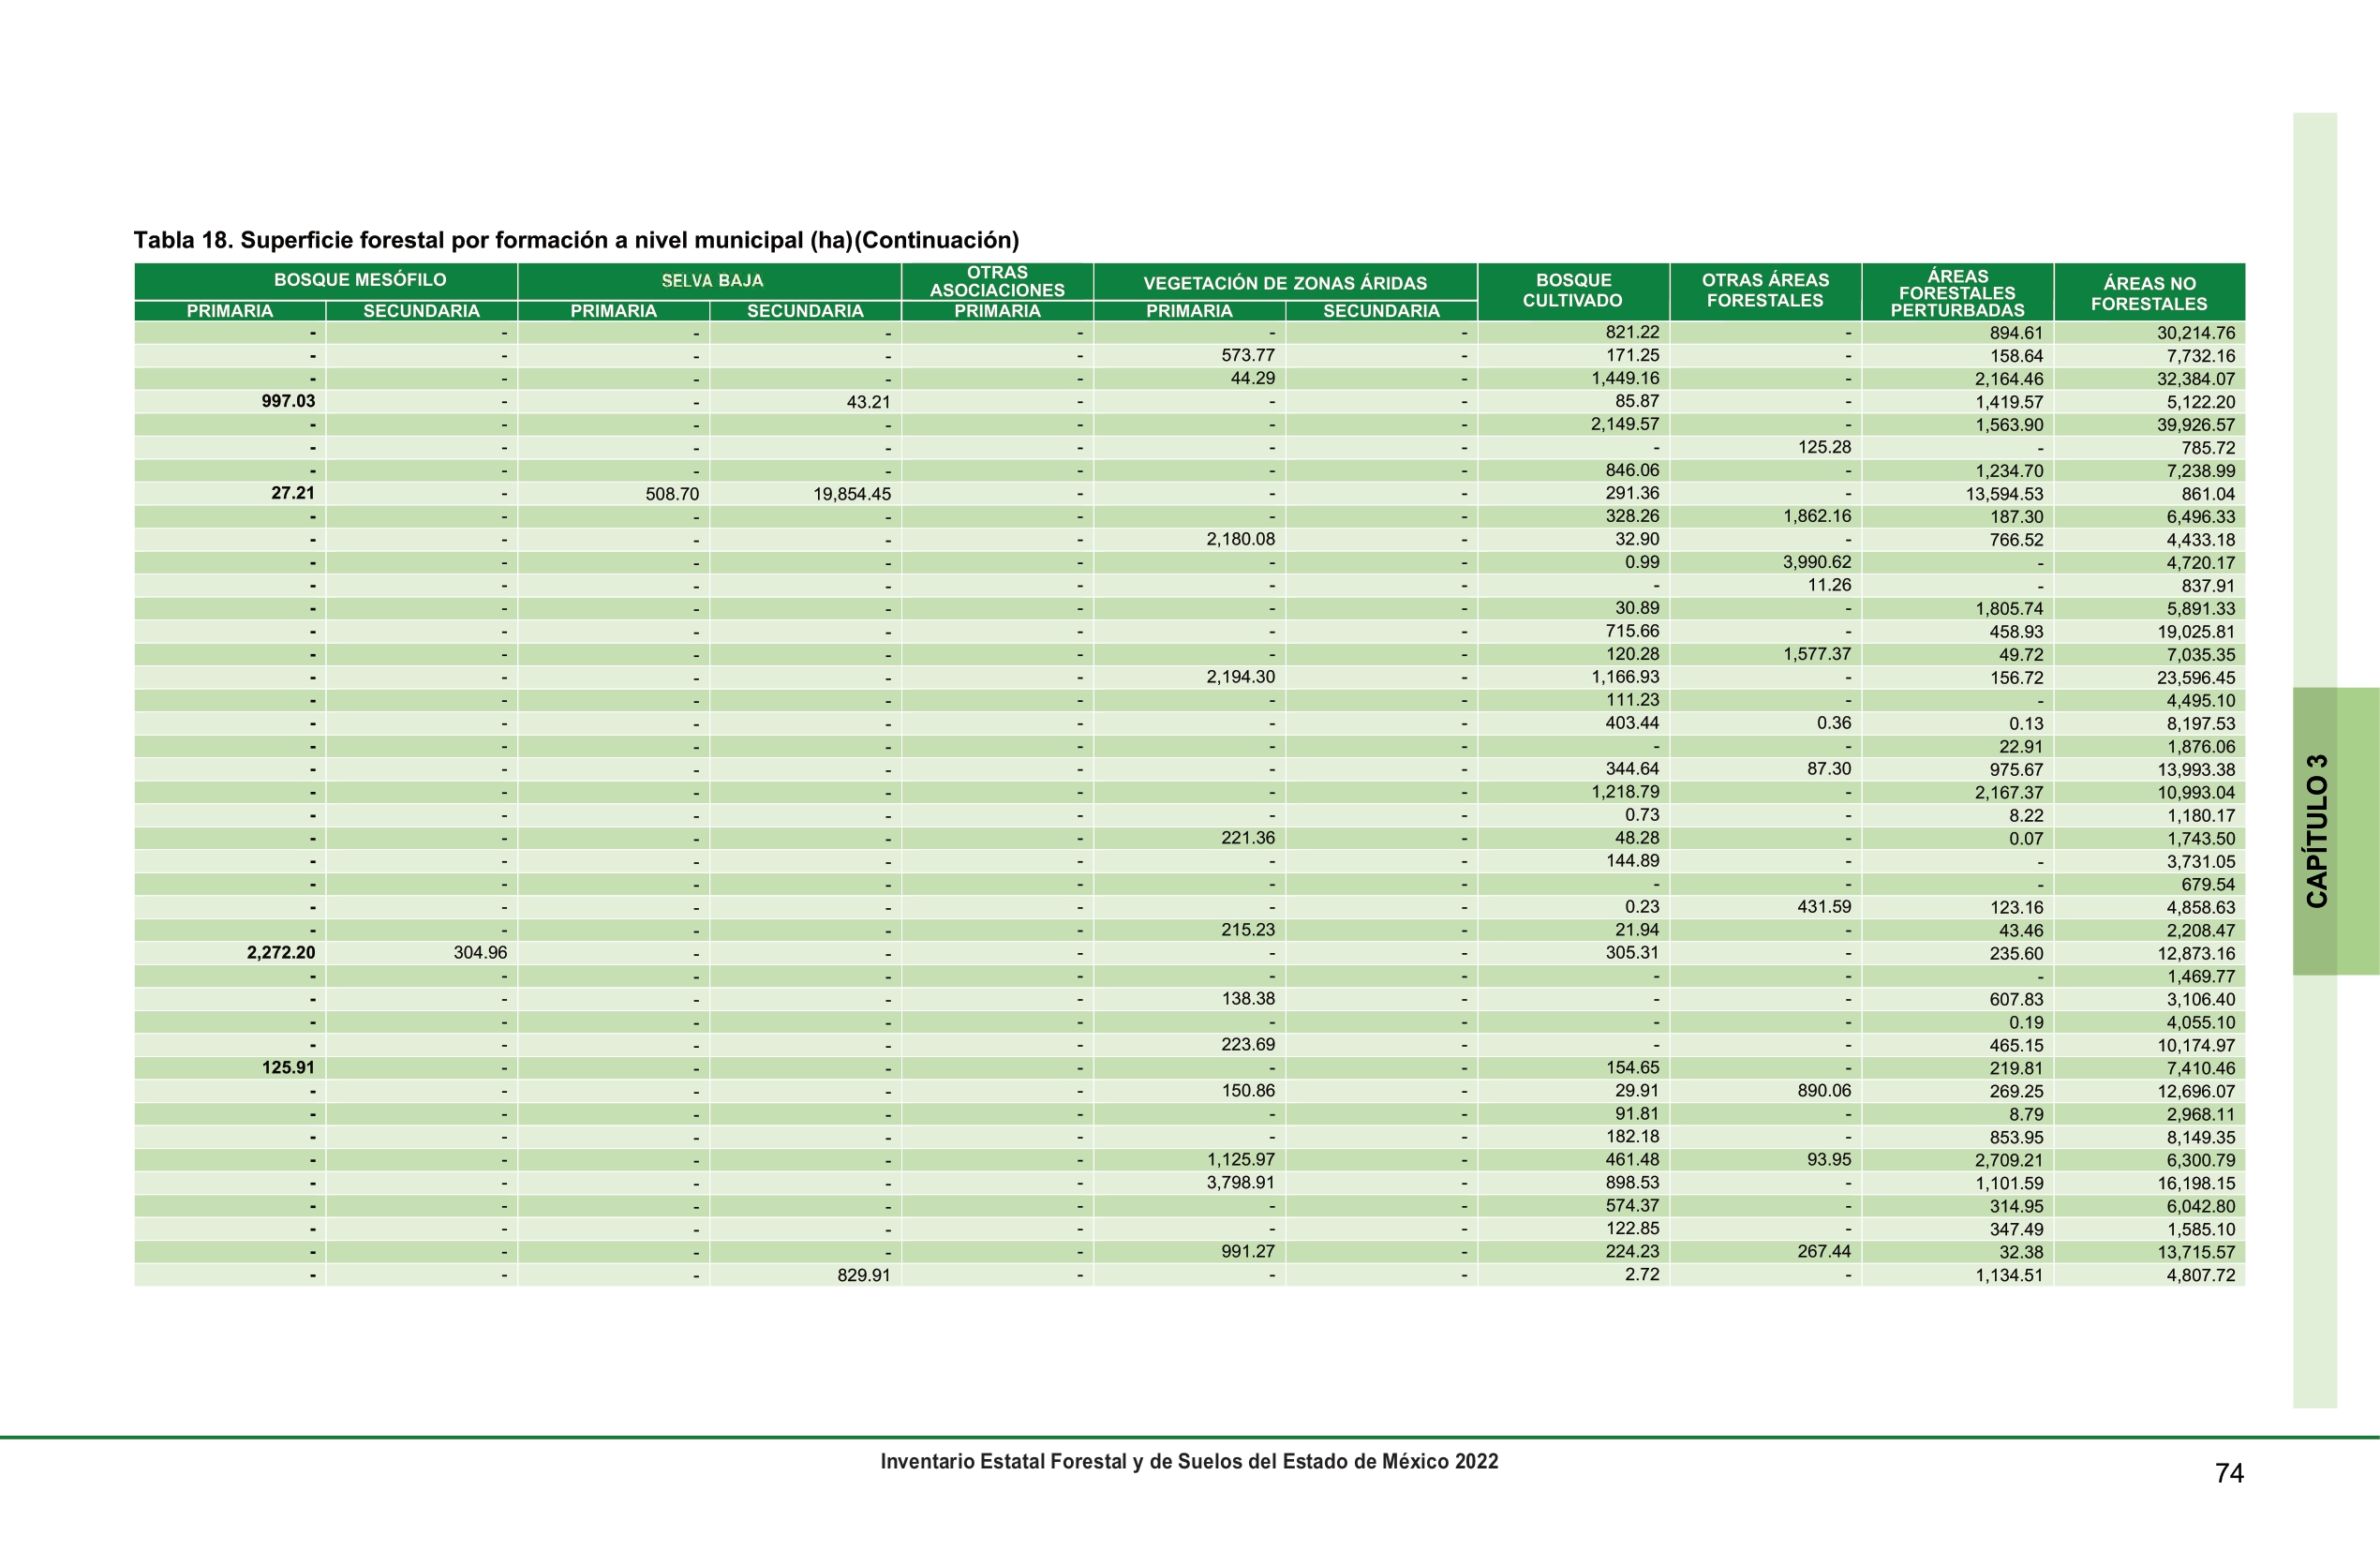 Tabla 18. Superficie forestal por formación a nivel municipal (ha)(Continuación)
BOSQUE MESÓFILO SELVA BAJA OTRAS ASOCIACIONES VEGETACIÓN DE ZONAS ÁRIDAS BOSQUE CULTIVADO OTRAS ÁREAS FORESTALES ÁREAS FORESTALES PERTURBADAS ÁREAS NO FORESTALES
PRIMARIA SECUNDARIA PRIMARIA SECUNDARIA PRIMARIA PRIMARIA SECUNDARIA
- - - - - - - 821.22 - 894.61 30,214.76
- - - - - 573.77 - 171.25 - 158.64 7,732.16
- - - - - 44.29 - 1,449.16 - 2,164.46 32,384.07
997.03 - - 43.21 - - - 85.87 - 1,419.57 5,122.20
- - - - - - - 2,149.57 - 1,563.90 39,926.57
- - - - - - - - 125.28 - 785.72
- - - - - - - 846.06 - 1,234.70 7,238.99
27.21 - 508.70 19,854.45 - - - 291.36 - 13,594.53 861.04
- - - - - - - 328.26 1,862.16 187.30 6,496.33
- - - - - 2,180.08 - 32.90 - 766.52 4,433.18
- - - - - - - 0.99 3,990.62 - 4,720.17
- - - - - - - - 11.26 - 837.91
- - - - - - - 30.89 - 1,805.74 5,891.33
- - - - - - - 715.66 - 458.93 19,025.81
- - - - - - - 120.28 1,577.37 49.72 7,035.35
- - - - - 2,194.30 - 1,166.93 - 156.72 23,596.45
- - - - - - - 111.23 - - 4,495.10
- - - - - - - 403.44 0.36 0.13 8,197.53
- - - - - - - - - 22.91 1,876.06
- - - - - - - 344.64 87.30 975.67 13,993.38
- - - - - - - 1,218.79 - 2,167.37 10,993.04
- - - - - - - 0.73 - 8.22 1,180.17
- - - - - 221.36 - 48.28 - 0.07 1,743.50
- - - - - - - 144.89 - - 3,731.05
- - - - - - - - - - 679.54
- - - - - - - 0.23 431.59 123.16 4,858.63
- - - - - 215.23 - 21.94 - 43.46 2,208.47
2,272.20 304.96 - - - - - 305.31 - 235.60 12,873.16
- - - - - - - - - - 1,469.77
- - - - - 138.38 - - - 607.83 3,106.40
- - - - - - - - - 0.19 4,055.10
- - - - - 223.69 - - - 465.15 10,174.97
125.91 - - - - - - 154.65 - 219.81 7,410.46
- - - - - 150.86 - 29.91 890.06 269.25 12,696.07
- - - - - - - 91.81 - 8.79 2,968.11
- - - - - - - 182.18 - 853.95 8,149.35
- - - - - 1,125.97 - 461.48 93.95 2,709.21 6,300.79
- - - - - 3,798.91 - 898.53 - 1,101.59 16,198.15
- - - - - - - 574.37 - 314.95 6,042.80
- - - - - - - 122.85 - 347.49 1,585.10
- - - - - 991.27 - 224.23 267.44 32.38 13,715.57
- - - 829.91 - - - 2.72 - 1,134.51 4,807.72
CAPÍTULO 3
Inventario Estatal Forestal y de Suelos del Estado de México 2022
74